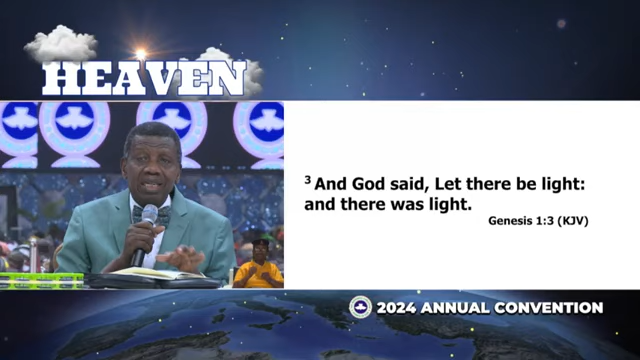 HEAVEN
3 And God said, Let there be light:
and there was light.
Genesis 1:3 (KJV)
2024 ANNUAL CONVENTION